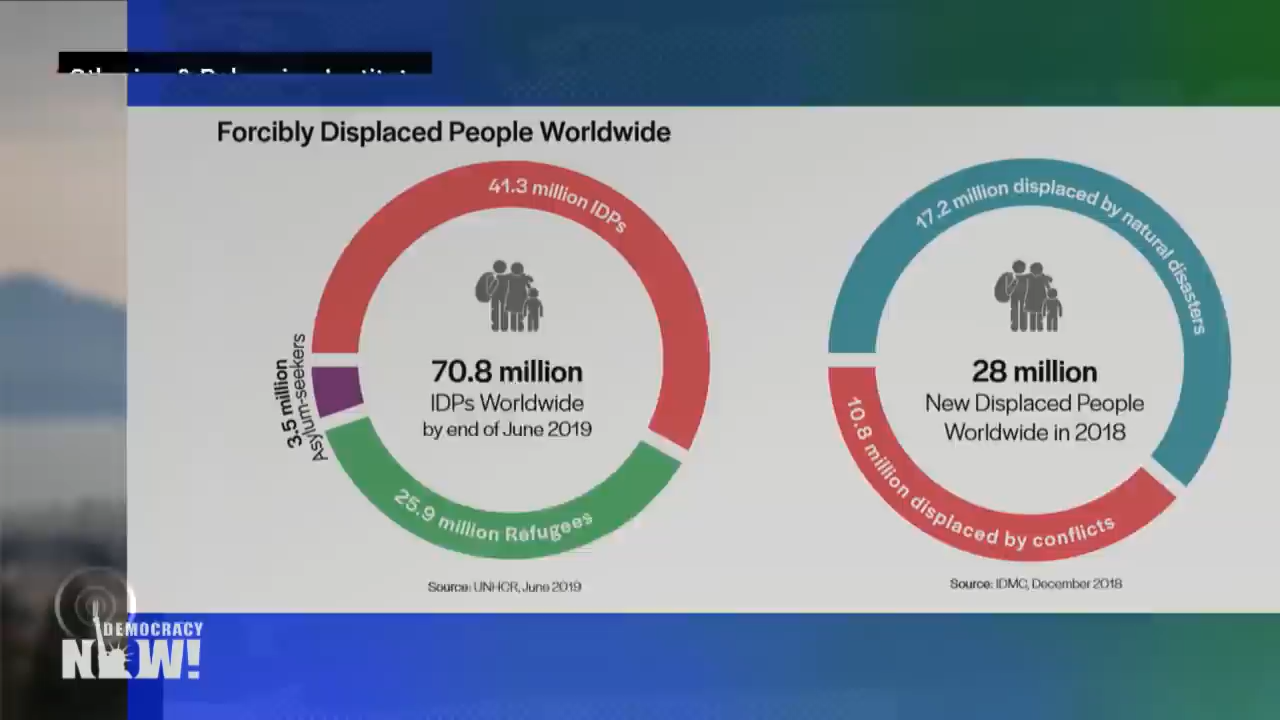 Forcibly Displaced People Worldwide
41.3 million IDPs
3.5 million
Asylum-seekers
25.9 million Refugees
70.8 million
IDPs Worldwide
by end of June 2019
Source: UNHCR, June 2019
17.2 million displaced by natural disasters
10.8 million displaced by conflicts
28 million
New Displaced People
Worldwide in 2018
Source: IDMC, December 2018
DEMOCRACY
NOW!